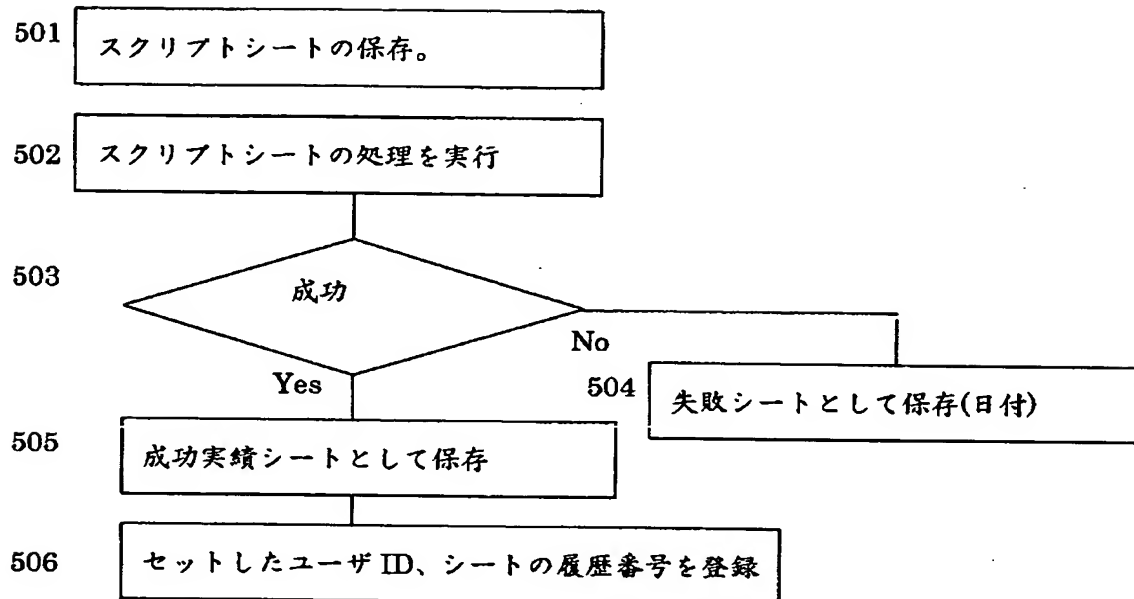 501 スクリプトシートの保存。
502 スクリプトシートの処理を実行
503 成功
No
Yes
504 失敗シートとして保存(日付)
505 成功実績シートとして保存
506 セットしたユーザID、シートの履歴番号を登録